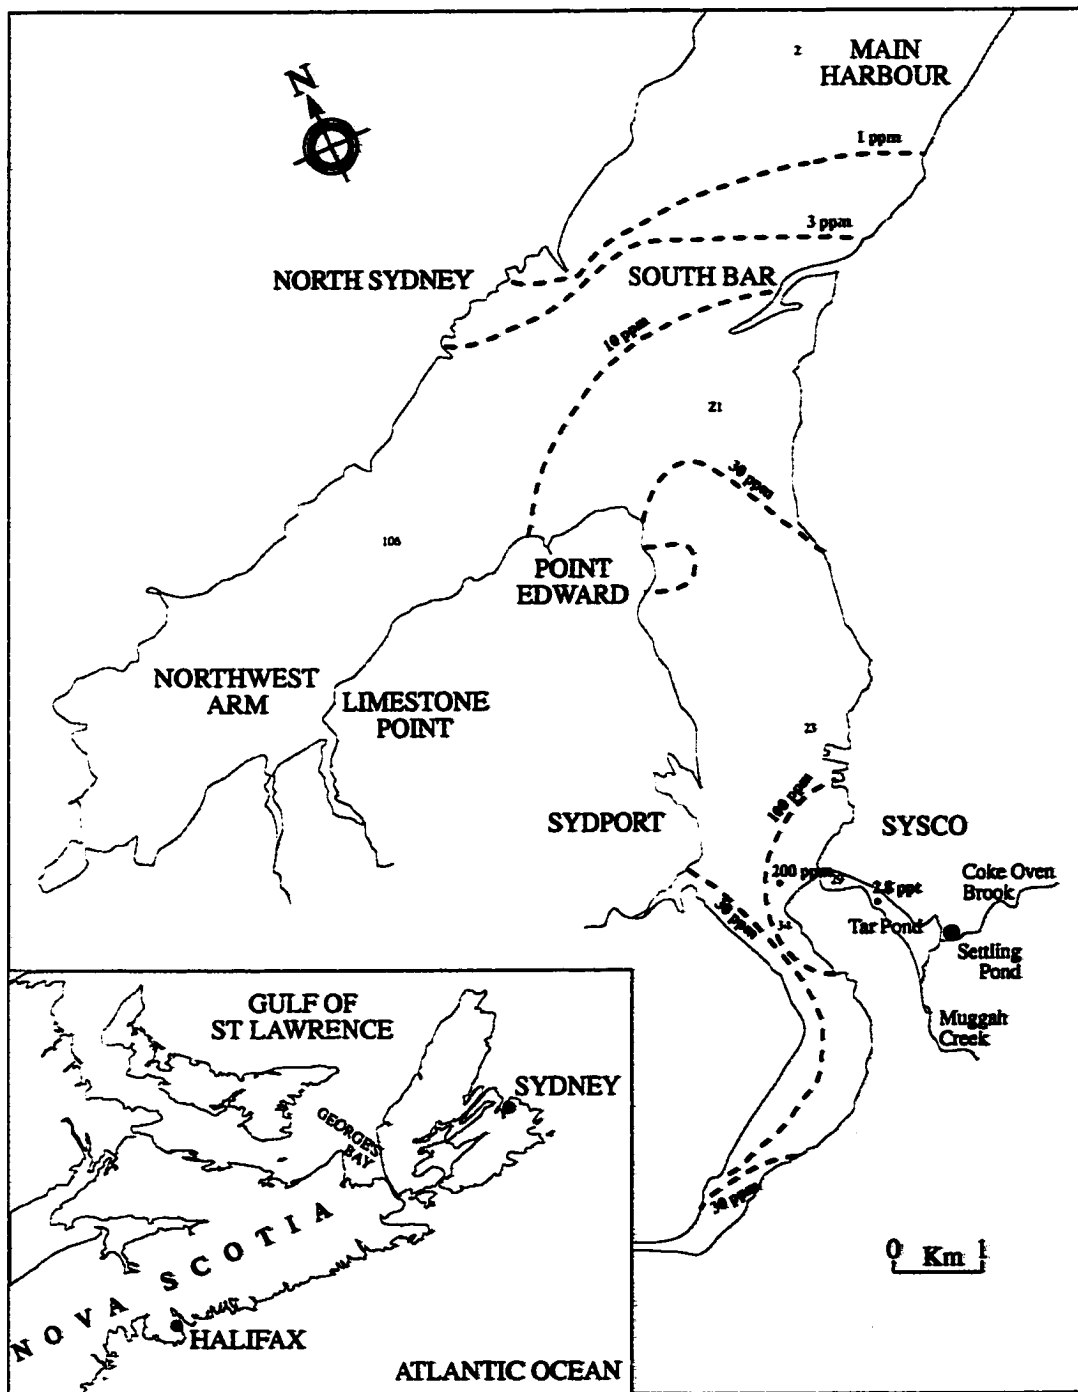 2
MAIN
HARBOUR
N
1 ppm
3 ppm
NORTH SYDNEY
SOUTH BAR
10 ppm
21
30 ppm
106
POINT
EDWARD
NORTHWEST
ARM
LIMESTONE
POINT
23
100 ppm
SYDPORT
SYSCO
200 ppm
29
2.8 ppt
Coke Oven
Brook
30 ppm
Tar Pond
Settling
Pond
Muggah
Creek
30 ppm
0 Km 1
GULF OF
ST LAWRENCE
SYDNEY
GEORGES
BAY
NOVA SCOTIA
HALIFAX
ATLANTIC OCEAN